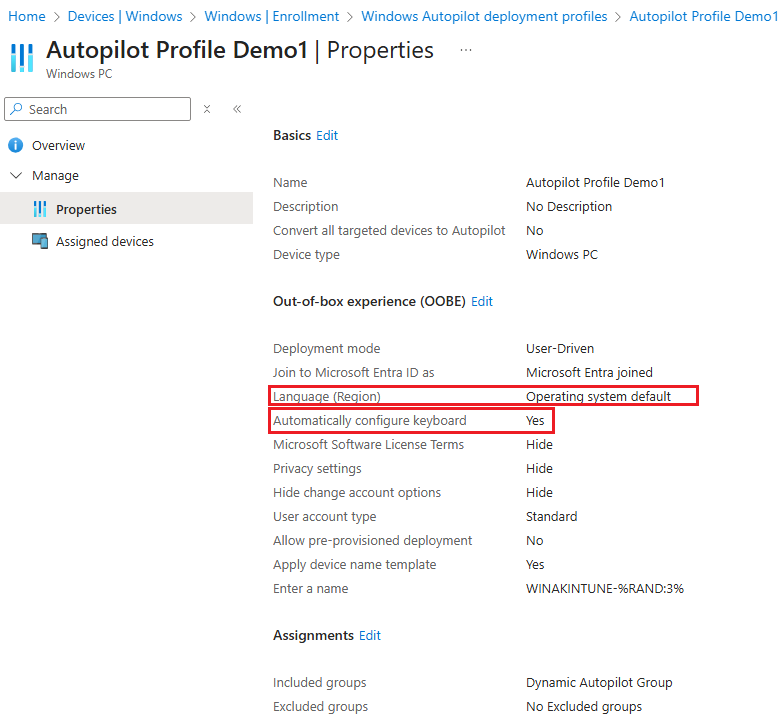 Home > Devices | Windows > Windows | Enrollment > Windows Autopilot deployment profiles > Autopilot Profile Demo1
Autopilot Profile Demo1 | Properties ...
Windows PC
Search
Overview
Manage
Properties
Assigned devices
Basics Edit
Name Autopilot Profile Demo1
Description No Description
Convert all targeted devices to Autopilot No
Device type Windows PC
Out-of-box experience (OOBE) Edit
Deployment mode User-Driven
Join to Microsoft Entra ID as Microsoft Entra joined
Language (Region) Operating system default
Automatically configure keyboard Yes
Microsoft Software License Terms Hide
Privacy settings Hide
Hide change account options Hide
User account type Standard
Allow pre-provisioned deployment No
Apply device name template Yes
Enter a name WINAKINTUNE-%RAND:3%
Assignments Edit
Included groups Dynamic Autopilot Group
Excluded groups No Excluded groups